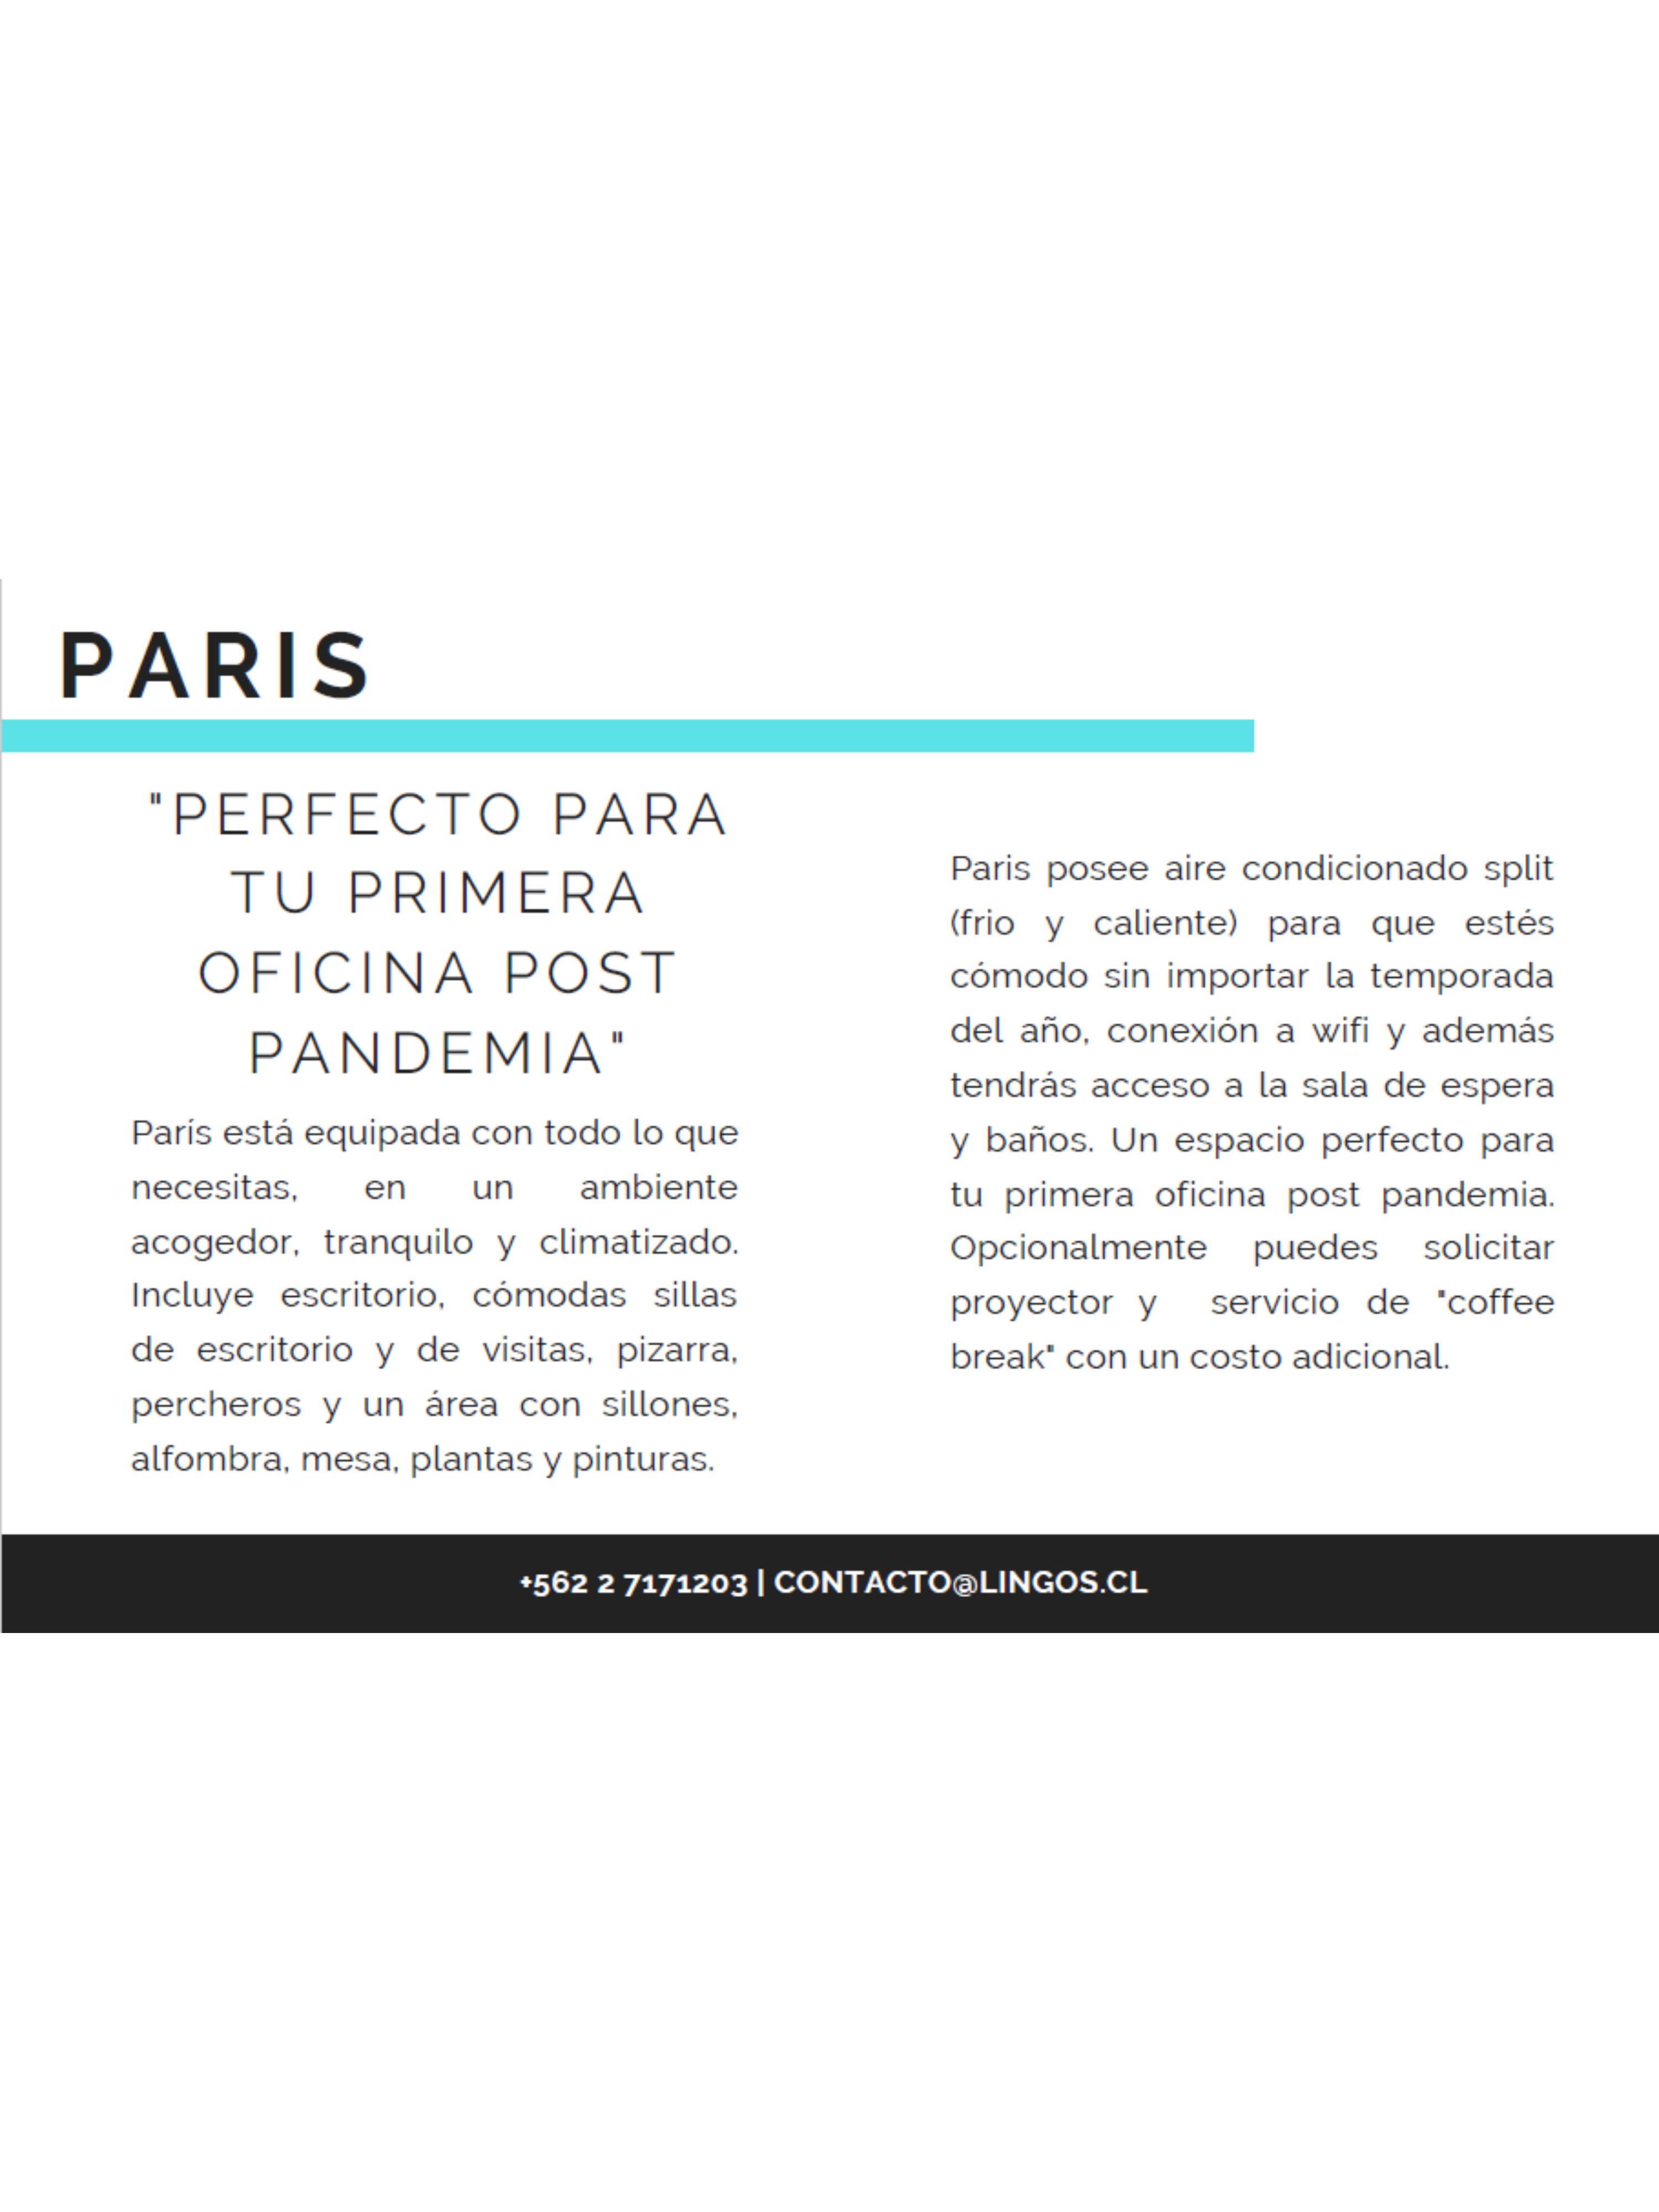 PARIS
"PERFECTO PARA
TU PRIMERA
OFICINA POST
PANDEMIA"
París está equipada con todo lo que
necesitas, en un ambiente
acogedor, tranquilo y climatizado.
Incluye escritorio, cómodas sillas
de escritorio y de visitas, pizarra,
percheros y un área con sillones,
alfombra, mesa, plantas y pinturas.
Paris posee aire condicionado split
(frio y caliente) para que estés
cómodo sin importar la temporada
del año, conexión a wifi y además
tendrás acceso a la sala de espera
y baños. Un espacio perfecto para
tu primera oficina post pandemia.
Opcionalmente puedes solicitar
proyector y servicio de "coffee
break" con un costo adicional.
+562 2 7171203 | CONTACTO@LINGOS.CL